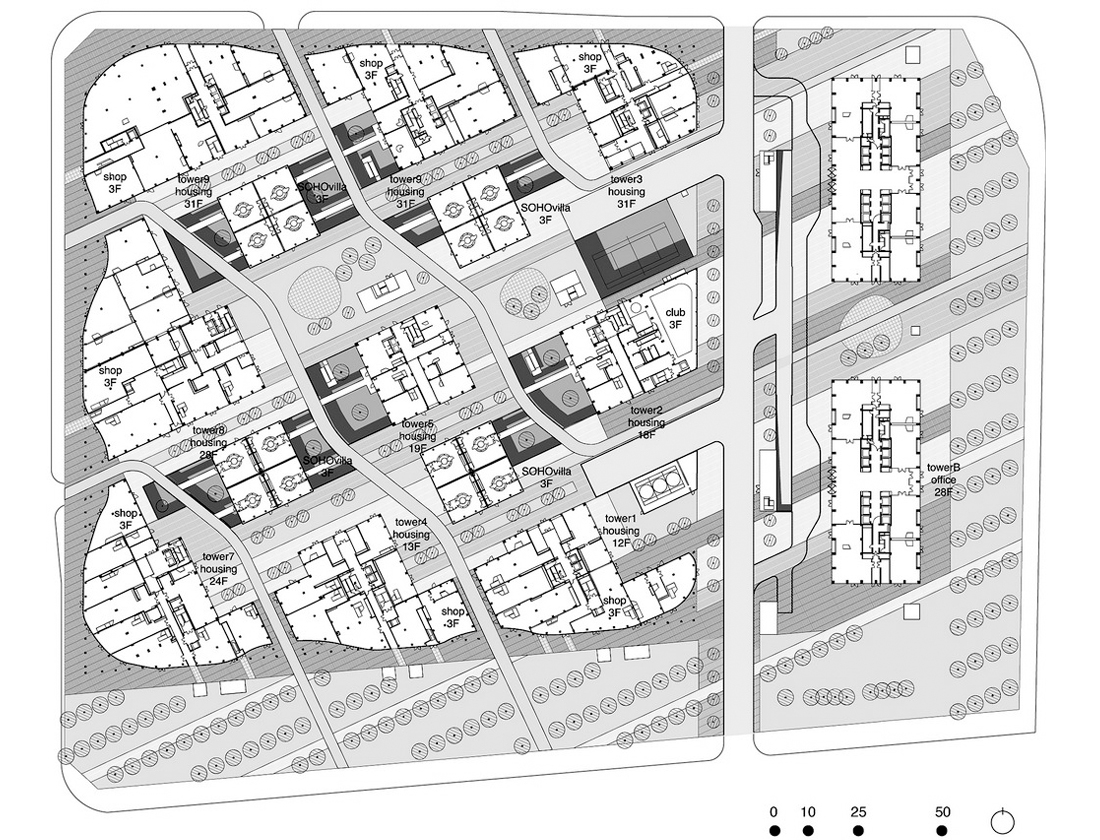 shop
3F
shop
3F
shop
3F
tower9
housing
31F
SOHOvilla
3F
tower9
housing
31F
tower3
housing
31F
SOHOvilla
3F
club
3F
shop
3F
tower8
housing
28F
tower5
housing
19F
tower2
housing
18F
SOHOvilla
3F
SOHOvilla
3F
towerB
office
28F
shop
3F
tower7
housing
24F
tower4
housing
13F
tower1
housing
12F
shop
3F
shop
3F
0 10 25 50